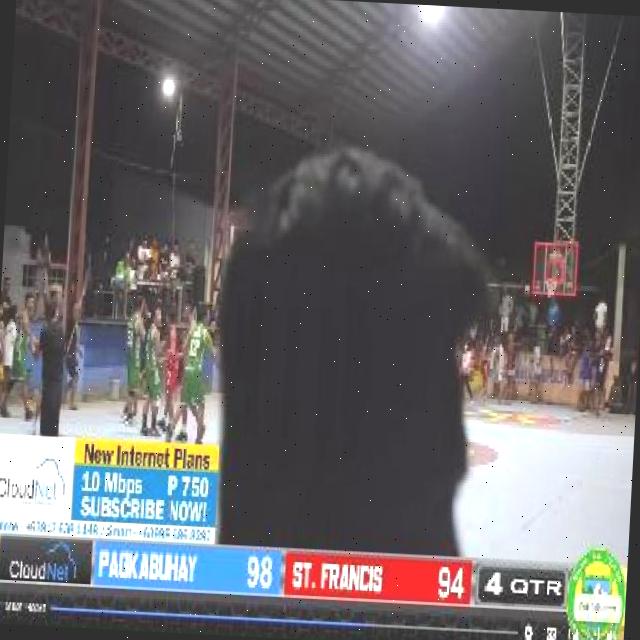 New Internet Plans
CloudNet
10 Mbps P 750
SUBSCRIBE NOW!
CloudNet PAGKABUHAY 98 ST. FRANCIS 94 4 QTR